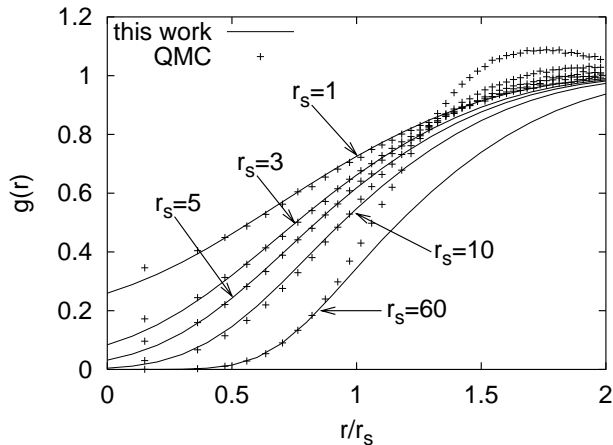 this work
QMC
r_s=1
r_s=3
r_s=5
r_s=10
r_s=60
g(r)
1.2
1
0.8
0.6
0.4
0.2
0
0 0.5 1 1.5 2
r/r_s